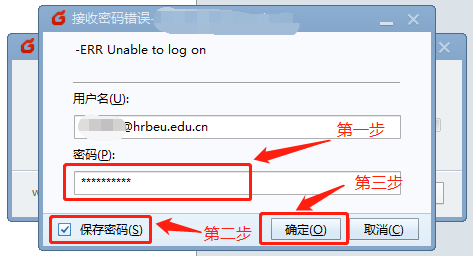 接收密码错误-
-ERR Unable to log on
用户名(U):
@hrbeu.edu.cn
第一步
密码(P):
**********
第三步
保存密码(S)
第二步
确定(O)
取消(C)